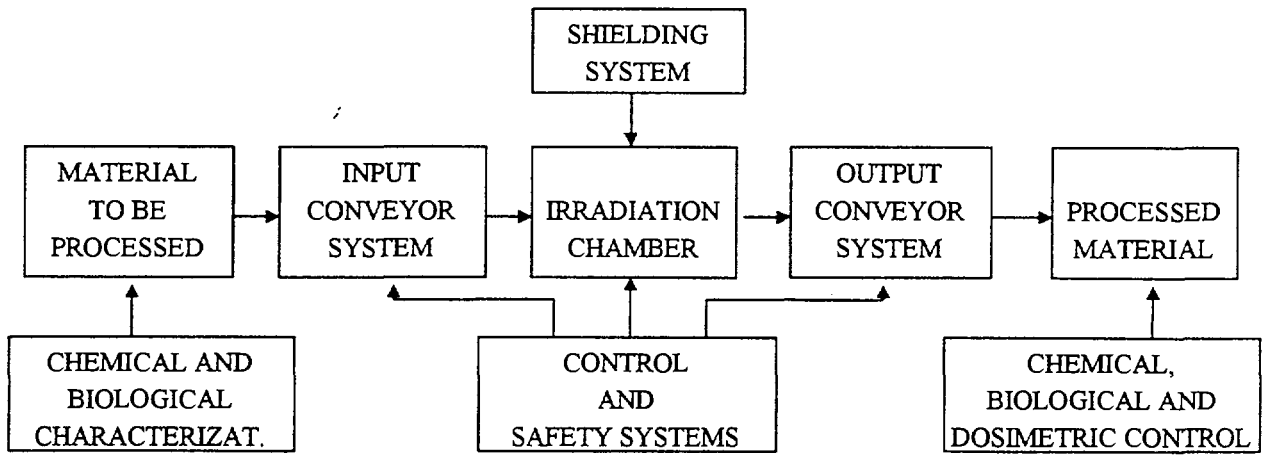 SHIELDING
SYSTEM
MATERIAL
TO BE
PROCESSED
INPUT
CONVEYOR
SYSTEM
IRRADIATION
CHAMBER
OUTPUT
CONVEYOR
SYSTEM
PROCESSED
MATERIAL
CHEMICAL AND
BIOLOGICAL
CHARACTERIZAT.
CONTROL
AND
SAFETY SYSTEMS
CHEMICAL,
BIOLOGICAL AND
DOSIMETRIC CONTROL